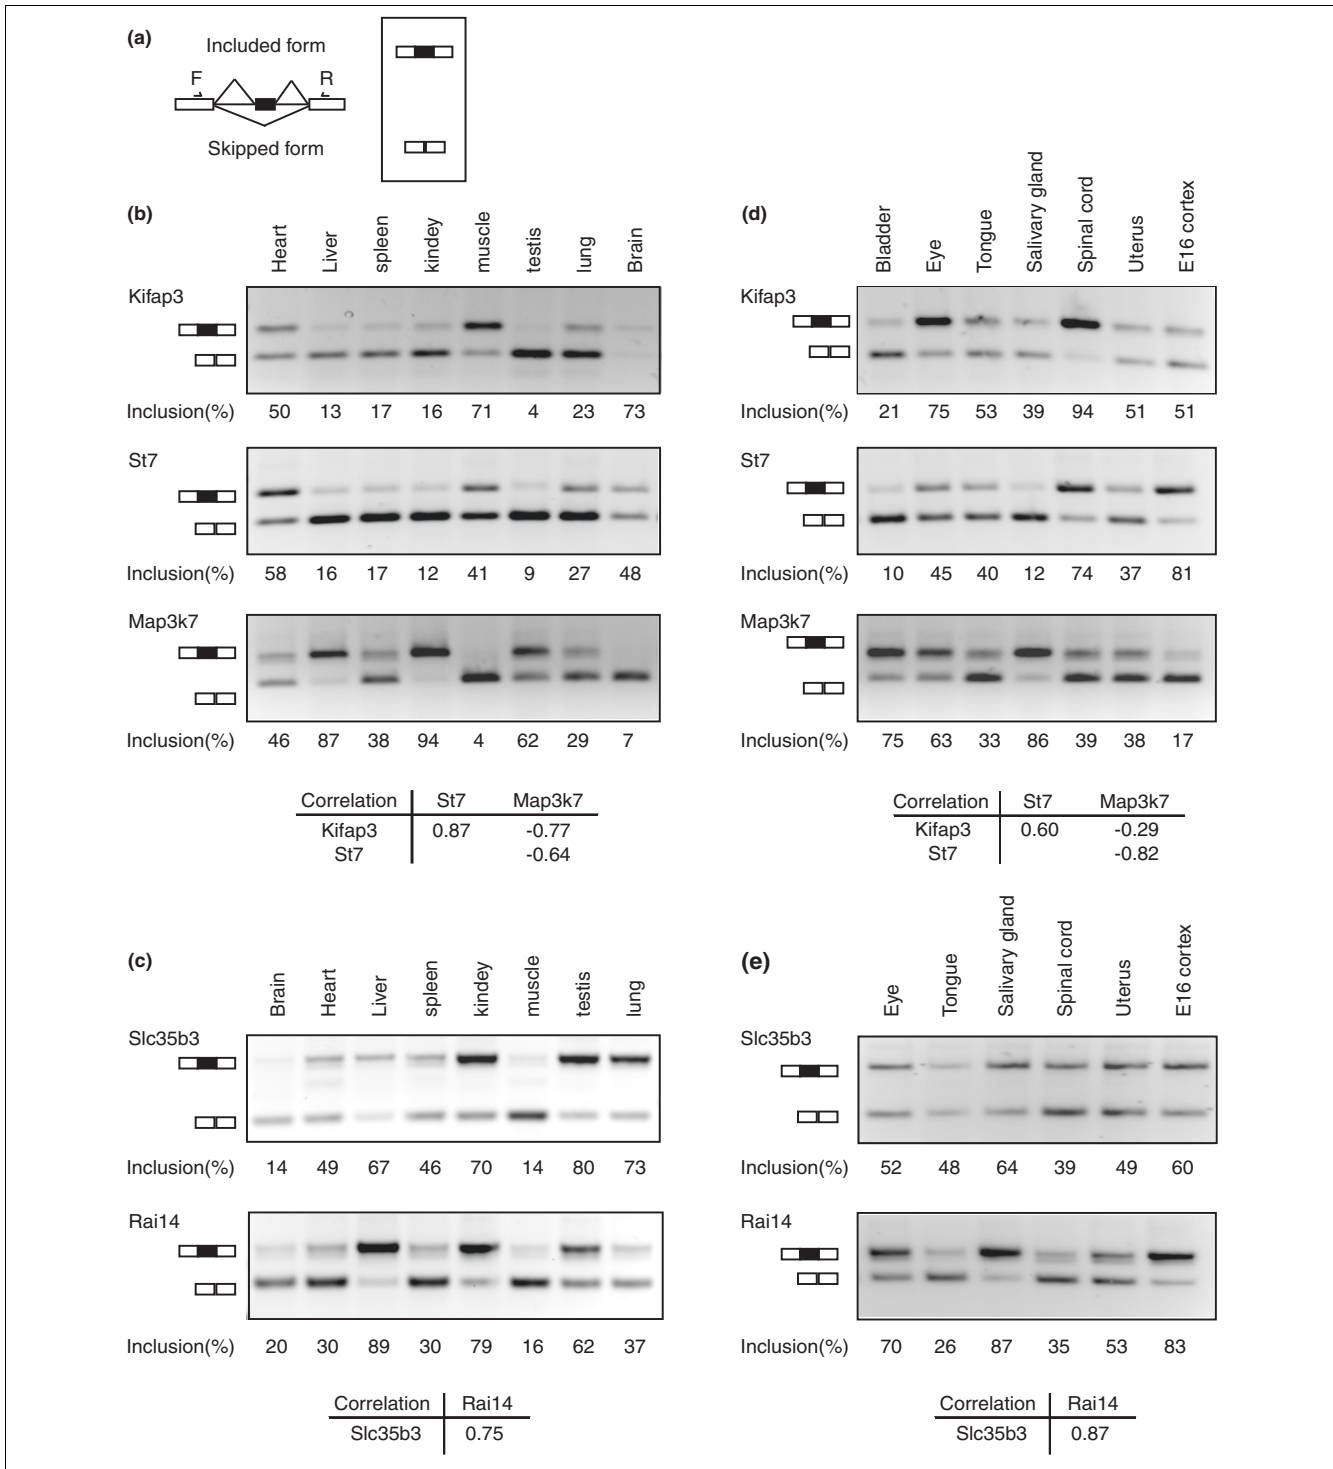 (a)
Included form
F R
Skipped form
(b)
Heart Liver spleen kindey muscle testis lung Brain
Kifap3
Inclusion(%) 50 13 17 16 71 4 23 73
St7
Inclusion(%) 58 16 17 12 41 9 27 48
Map3k7
Inclusion(%) 46 87 38 94 4 62 29 7
Correlation St7 Map3k7
Kifap3 0.87 -0.77
St7 -0.64
(d)
Bladder Eye Tongue Salivary gland Spinal cord Uterus E16 cortex
Kifap3
Inclusion(%) 21 75 53 39 94 51 51
St7
Inclusion(%) 10 45 40 12 74 37 81
Map3k7
Inclusion(%) 75 63 33 86 39 38 17
Correlation St7 Map3k7
Kifap3 0.60 -0.29
St7 -0.82
(c)
Brain Heart Liver spleen kindey muscle testis lung
Slc35b3
Inclusion(%) 14 49 67 46 70 14 80 73
Rai14
Inclusion(%) 20 30 89 30 79 16 62 37
Correlation Rai14
Slc35b3 0.75
(e)
Eye Tongue Salivary gland Spinal cord Uterus E16 cortex
Slc35b3
Inclusion(%) 52 48 64 39 49 60
Rai14
Inclusion(%) 70 26 87 35 53 83
Correlation Rai14
Slc35b3 0.87